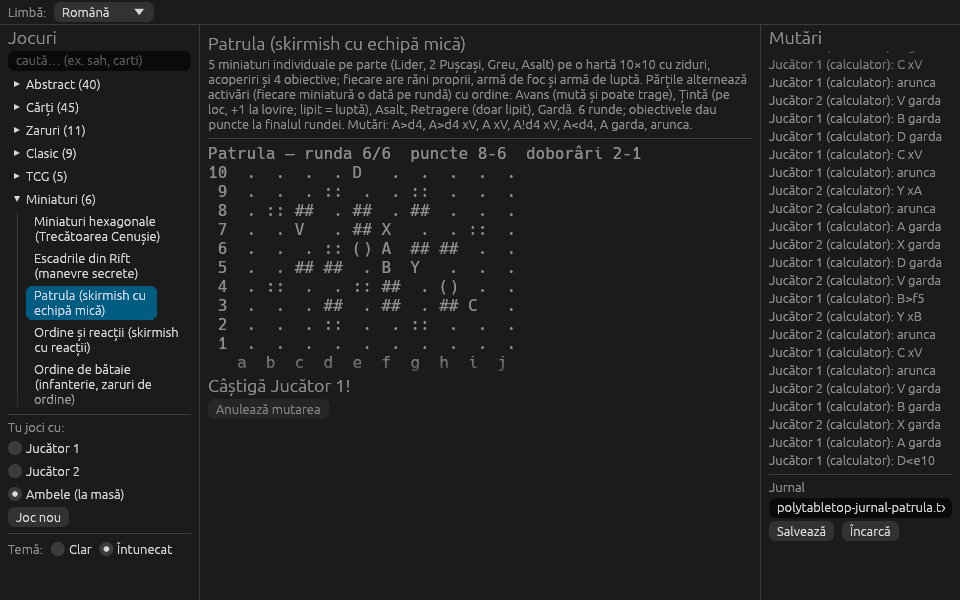 Limbă: Română
Jocuri
caută… (ex. sah, carti)
Abstract (40)
Cărți (45)
Zaruri (11)
Clasic (9)
TCG (5)
Miniaturi (6)
Miniaturi hexagonale
(Trecătoarea Cenușie)
Escadrile din Rift
(manevre secrete)
Patrula (skirmish cu
echipă mică)
Ordine și reacții (skirmish
cu reacții)
Ordine de bătaie
(infanterie, zaruri de
ordine)
Tu joci cu:
Jucător 1
Jucător 2
Ambele (la masă)
Joc nou
Temă: Clar Întunecat
Patrula (skirmish cu echipă mică)
5 miniaturi individuale pe parte (Lider, 2 Pușcași, Greu, Asalt) pe o hartă 10×10 cu ziduri,
acoperiri și 4 obiective; fiecare are răni proprii, armă de foc și armă de luptă. Părțile alternează
activări (fiecare miniatură o dată pe rundă) cu ordine: Avans (mută și poate trage), Țintă (pe
loc, +1 la lovire; lipit = luptă), Asalt, Retragere (doar lipit), Gardă. 6 runde; obiectivele dau
puncte la finalul rundei. Mutări: A>d4, A>d4 xV, A xV, A!d4 xV, A<d4, A garda, arunca.
Patrula — runda 6/6  puncte 8-6  doborâri 2-1
10 . . . . D . . . . .
9 . . . :: . . :: . . .
8 . :: ## . ## . ## . . .
7 . . V . ## X . . :: .
6 . . . :: () A ## ## . .
5 . . ## ## . B Y . . .
4 . :: . . :: ## . () . .
3 . . . ## . ## . ## C .
2 . . . :: . . :: . . .
1 . . . . . . . . . .
a b c d e f g h i j
Câștigă Jucător 1!
Anulează mutarea
Mutări
Jucător 1 (calculator): C xV
Jucător 1 (calculator): arunca
Jucător 2 (calculator): V garda
Jucător 1 (calculator): B garda
Jucător 1 (calculator): D garda
Jucător 1 (calculator): C xV
Jucător 1 (calculator): arunca
Jucător 2 (calculator): Y xA
Jucător 2 (calculator): arunca
Jucător 1 (calculator): A garda
Jucător 2 (calculator): X garda
Jucător 1 (calculator): D garda
Jucător 2 (calculator): V garda
Jucător 1 (calculator): B>f5
Jucător 2 (calculator): Y xB
Jucător 2 (calculator): arunca
Jucător 1 (calculator): C xV
Jucător 1 (calculator): arunca
Jucător 2 (calculator): V garda
Jucător 1 (calculator): B garda
Jucător 2 (calculator): X garda
Jucător 1 (calculator): A garda
Jucător 1 (calculator): D<e10
Jurnal
polytabletop-jurnal-patrula.tx
Salvează Încarcă